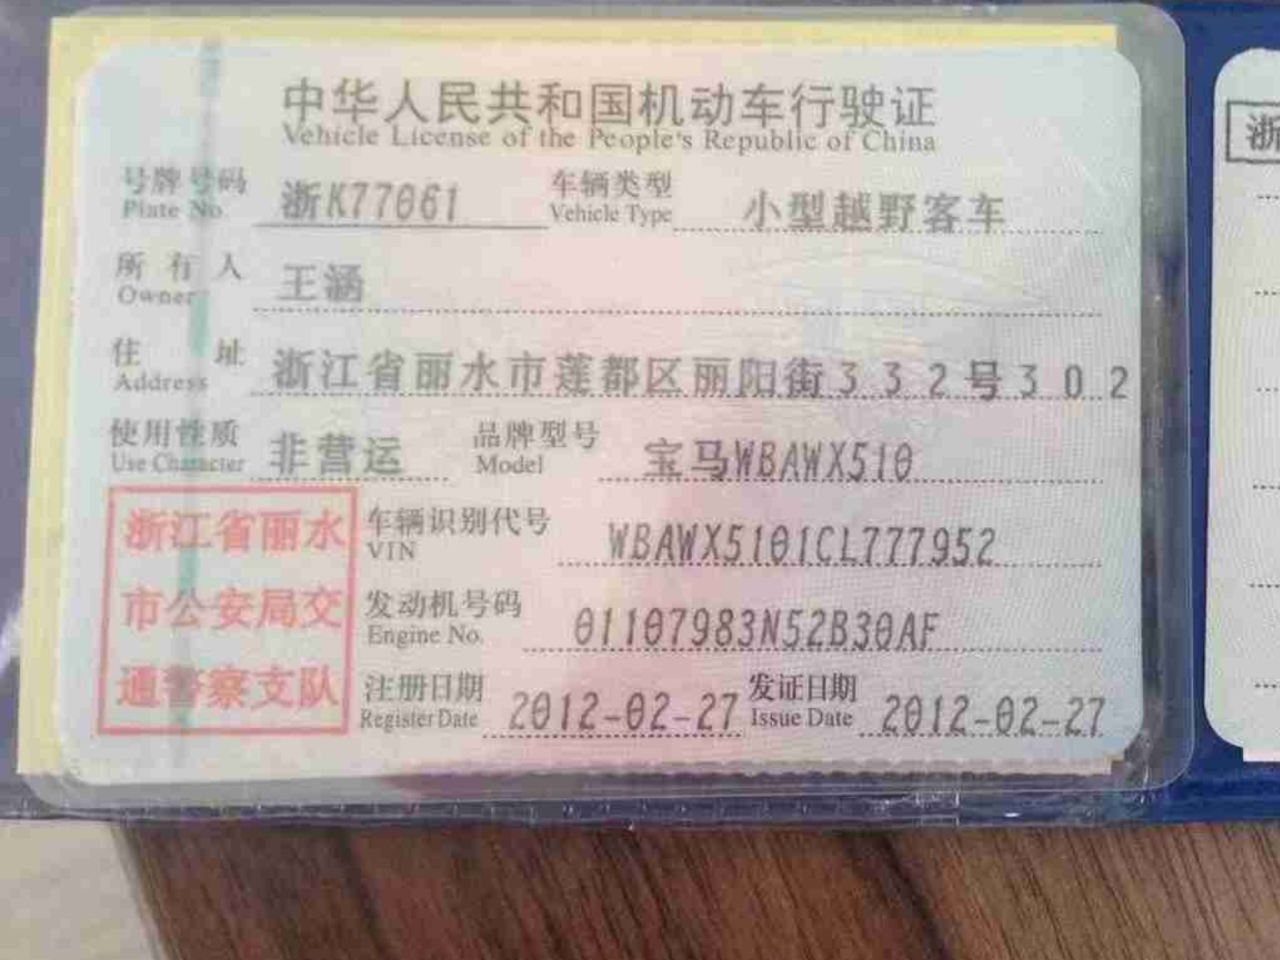 中华人民共和国机动车行驶证
Vehicle License of the People's Republic of China
号牌号码 浙K77061 车辆类型 小型越野客车
Plate No. Vehicle Type
所有人 王涵
Owner
住址 浙江省丽水市莲都区丽阳街332号302
Address
使用性质 非营运 品牌型号 宝马WBAWX510
Use Character Model
浙江省丽水
市公安局交
通警察支队
车辆识别代号 WBAWX5101CL777952
VIN
发动机号码 01107983N52B30AF
Engine No.
注册日期 2012-02-27 发证日期 2012-02-27
Register Date Issue Date
浙